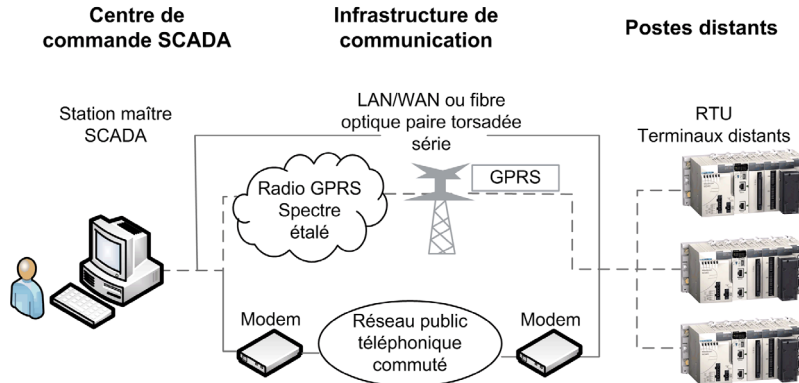 Centre de
commande SCADA
Infrastructure de
communication
Postes distants
Station maître
SCADA
LAN/WAN ou fibre
optique paire torsadée
série
RTU
Terminaux distants
Radio GPRS
Spectre
étalé
GPRS
Modem
Réseau public
téléphonique
commuté
Modem